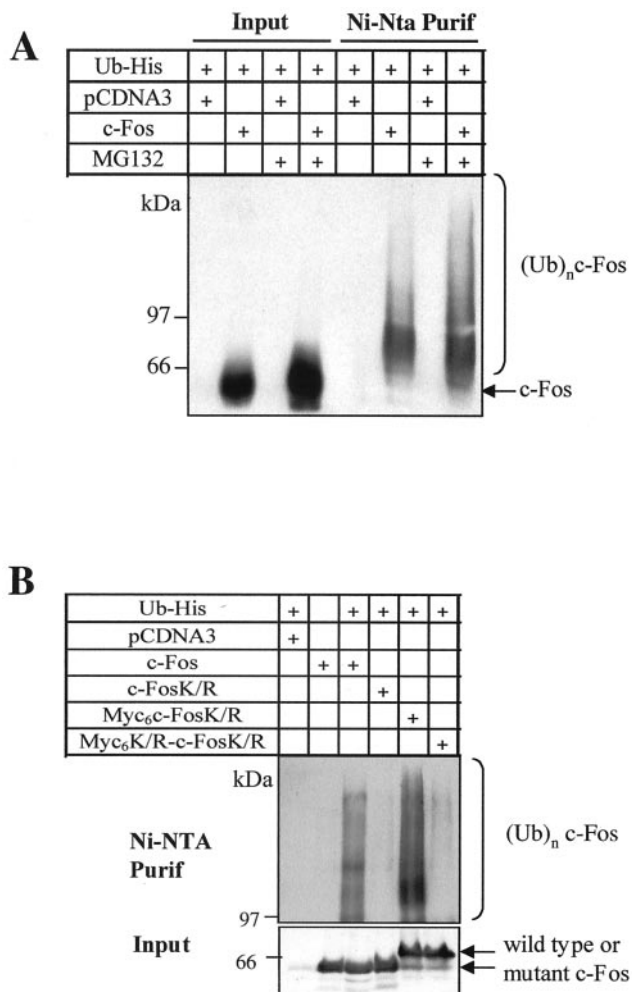 Input Ni-Nta Purif
A
Ub-His + + + + + + + +
pCDNA3 + + + +
c-Fos + + + +
MG132 + + + +
kDa
97
66
(Ub)nc-Fos
c-Fos
B
Ub-His + + + + +
pCDNA3 +
c-Fos + +
c-FosK/R +
Myc6c-FosK/R +
Myc6K/R-c-FosK/R +
kDa
Ni-NTA
Purif
(Ub)n c-Fos
97
Input
66
wild type or
mutant c-Fos